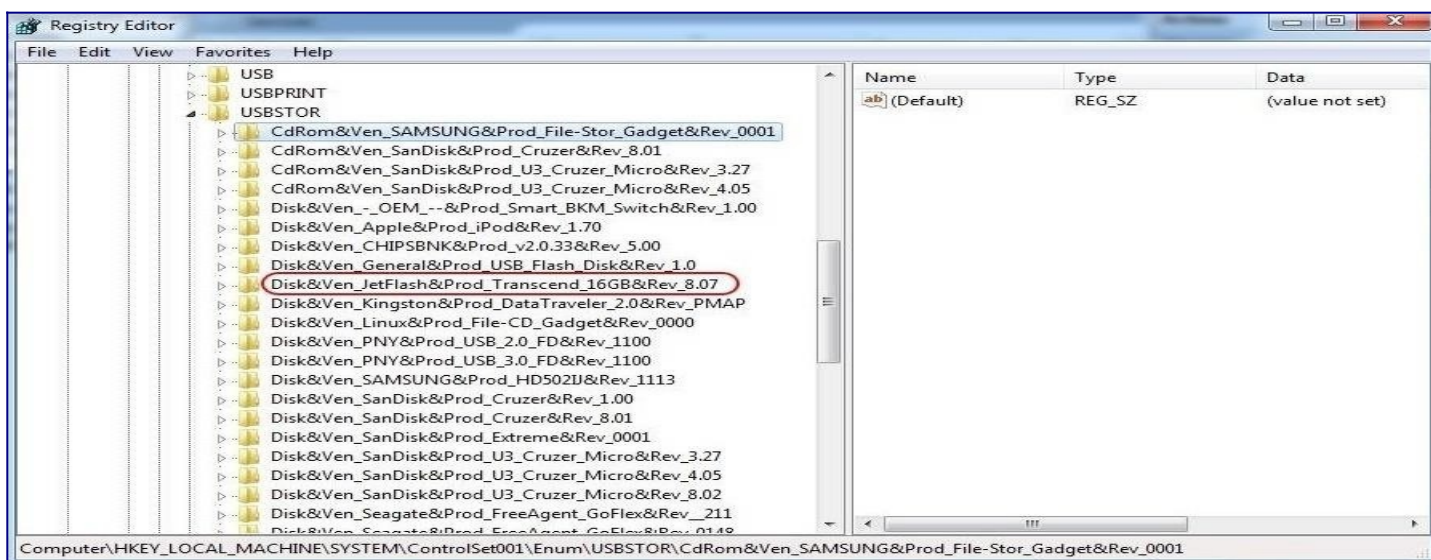 Registry Editor
File Edit View Favorites Help
USB
USBPRINT
USBSTOR
CdRom&Ven_SAMSUNG&Prod_File-Stor_Gadget&Rev_0001
CdRom&Ven_SanDisk&Prod_Cruzer&Rev_8.01
CdRom&Ven_SanDisk&Prod_U3_Cruzer_Micro&Rev_3.27
CdRom&Ven_SanDisk&Prod_U3_Cruzer_Micro&Rev_4.05
Disk&Ven_-_OEM_--&Prod_Smart_BKM_Switch&Rev_1.00
Disk&Ven_Apple&Prod_iPod&Rev_1.70
Disk&Ven_CHIPSBNK&Prod_v2.0.33&Rev_5.00
Disk&Ven_General&Prod_USB_Flash_Disk&Rev_1.0
Disk&Ven_JetFlash&Prod_Transcend_16GB&Rev_8.07
Disk&Ven_Kingston&Prod_DataTraveler_2.0&Rev_PMAP
Disk&Ven_Linux&Prod_File-CD_Gadget&Rev_0000
Disk&Ven_PNY&Prod_USB_2.0_FD&Rev_1100
Disk&Ven_PNY&Prod_USB_3.0_FD&Rev_1100
Disk&Ven_SAMSUNG&Prod_HD502IJ&Rev_1113
Disk&Ven_SanDisk&Prod_Cruzer&Rev_1.00
Disk&Ven_SanDisk&Prod_Cruzer&Rev_8.01
Disk&Ven_SanDisk&Prod_Extreme&Rev_0001
Disk&Ven_SanDisk&Prod_U3_Cruzer_Micro&Rev_3.27
Disk&Ven_SanDisk&Prod_U3_Cruzer_Micro&Rev_4.05
Disk&Ven_SanDisk&Prod_U3_Cruzer_Micro&Rev_8.02
Disk&Ven_Seagate&Prod_FreeAgent_GoFlex&Rev__211
Disk&Ven_Seagate&Prod_FreeAgent_GoFlex&Rev_0148
Name Type Data
ab (Default) REG_SZ (value not set)
Computer\HKEY_LOCAL_MACHINE\SYSTEM\ControlSet001\Enum\USBSTOR\CdRom&Ven_SAMSUNG&Prod_File-Stor_Gadget&Rev_0001